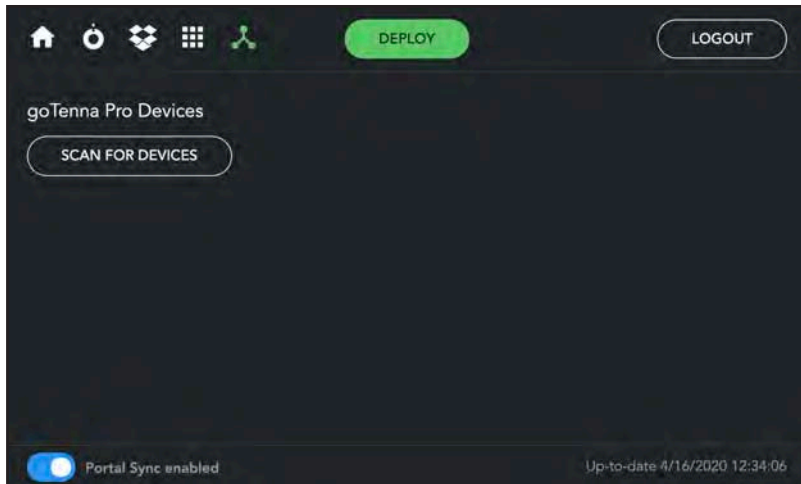 DEPLOY
LOGOUT
goTenna Pro Devices
SCAN FOR DEVICES
Portal Sync enabled
Up-to-date 4/16/2020 12:34:06